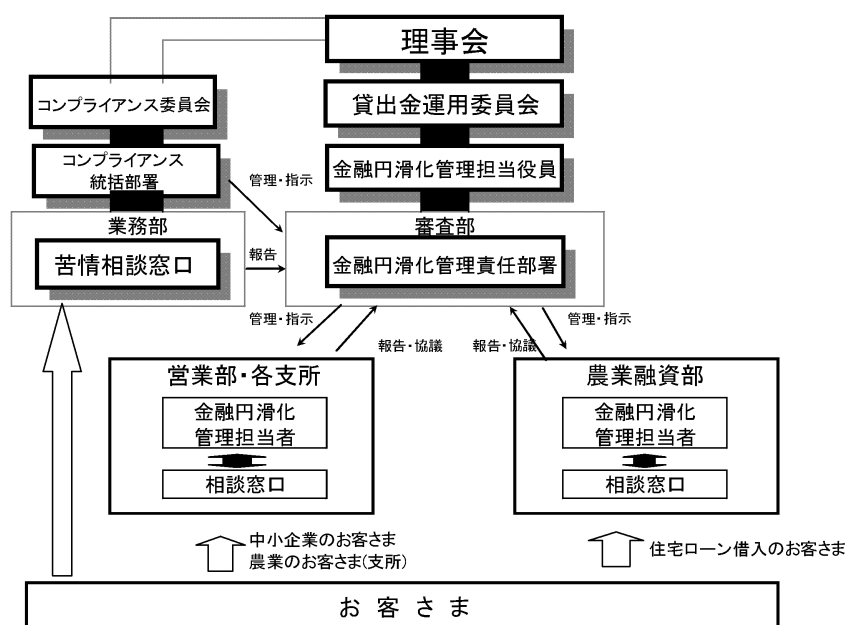 理事会
コンプライアンス委員会
貸出金運用委員会
コンプライアンス
統括部署
金融円滑化管理担当役員
管理・指示
業務部
審査部
苦情相談窓口
報告
金融円滑化管理責任部署
管理・指示
報告・協議
報告・協議
管理・指示
営業部・各支所
金融円滑化
管理担当者
相談窓口
農業融資部
金融円滑化
管理担当者
相談窓口
中小企業のお客さま
農業のお客さま(支所)
住宅ローン借入のお客さま
お客さま